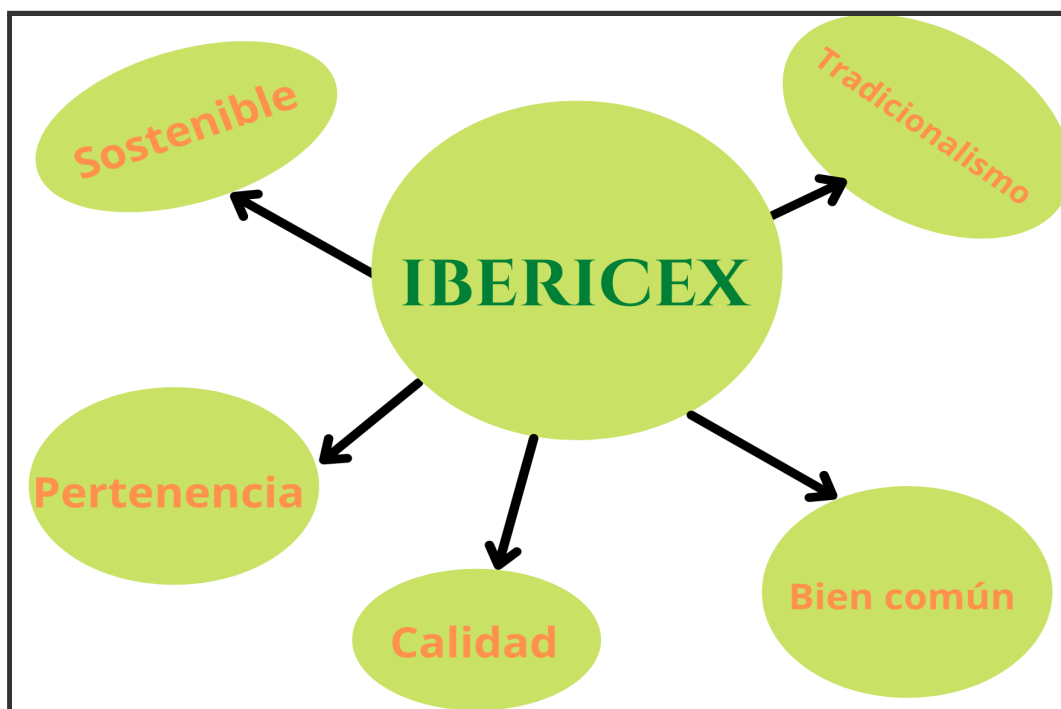 Sostenible
Tradicionalismo
IBERICEX
Pertenencia
Calidad
Bien común